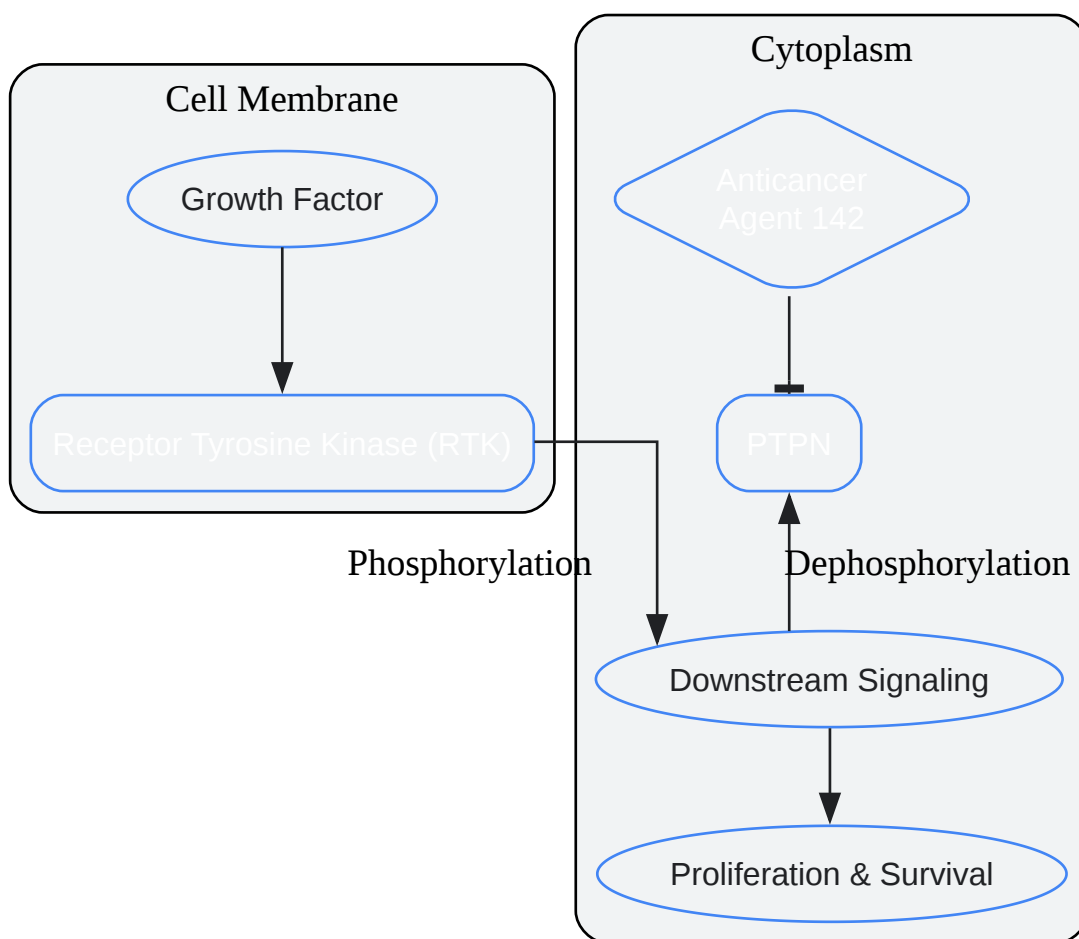 Cytoplasm
Cell Membrane
Growth Factor
Anticancer
Agent 142
Receptor Tyrosine Kinase (RTK)
PTPN
Phosphorylation
Dephosphorylation
Downstream Signaling
Proliferation & Survival